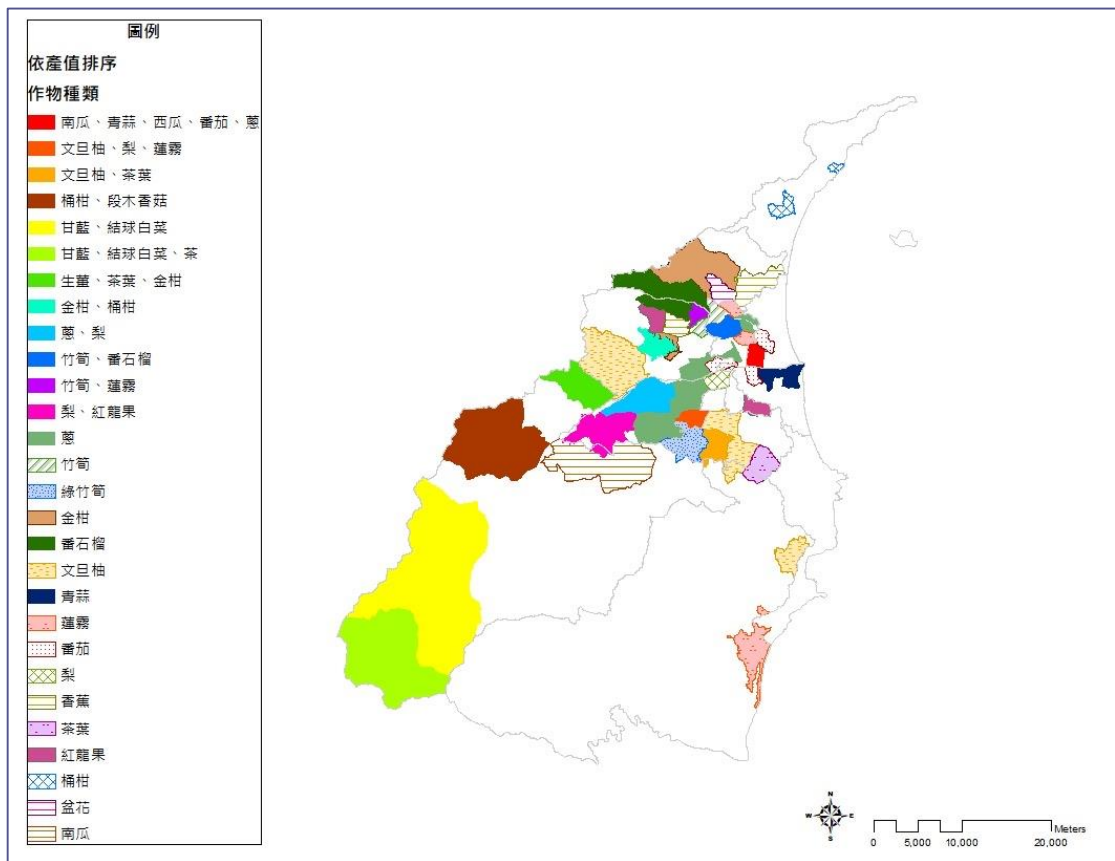 圖例
依產值排序
作物種類
南瓜、青蒜、西瓜、番茄、蔥
文旦柚、梨、蓮霧
文旦柚、茶葉
桶柑、段木香菇
甘藍、結球白菜
甘藍、結球白菜、茶
生薑、茶葉、金柑
金柑、桶柑
蔥、梨
竹筍、番石榴
竹筍、蓮霧
梨、紅龍果
蔥
竹筍
綠竹筍
金柑
番石榴
文旦柚
青蒜
蓮霧
番茄
梨
香蕉
茶葉
紅龍果
桶柑
盆花
南瓜
N
W E
S
Meters
0 5,000 10,000 20,000